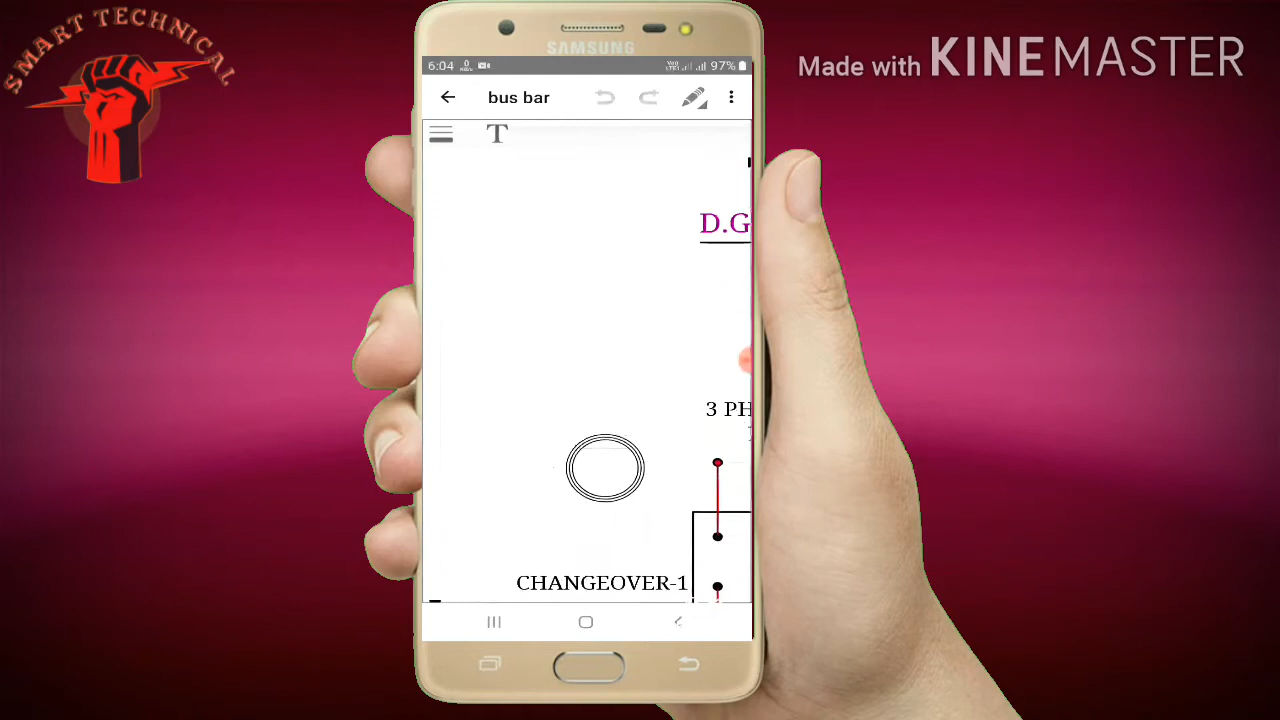 SMART TECHNICAL
Made with KINEMASTER
SAMSUNG
6:04 97%
bus bar
T
D.G
3 PH
CHANGEOVER-1